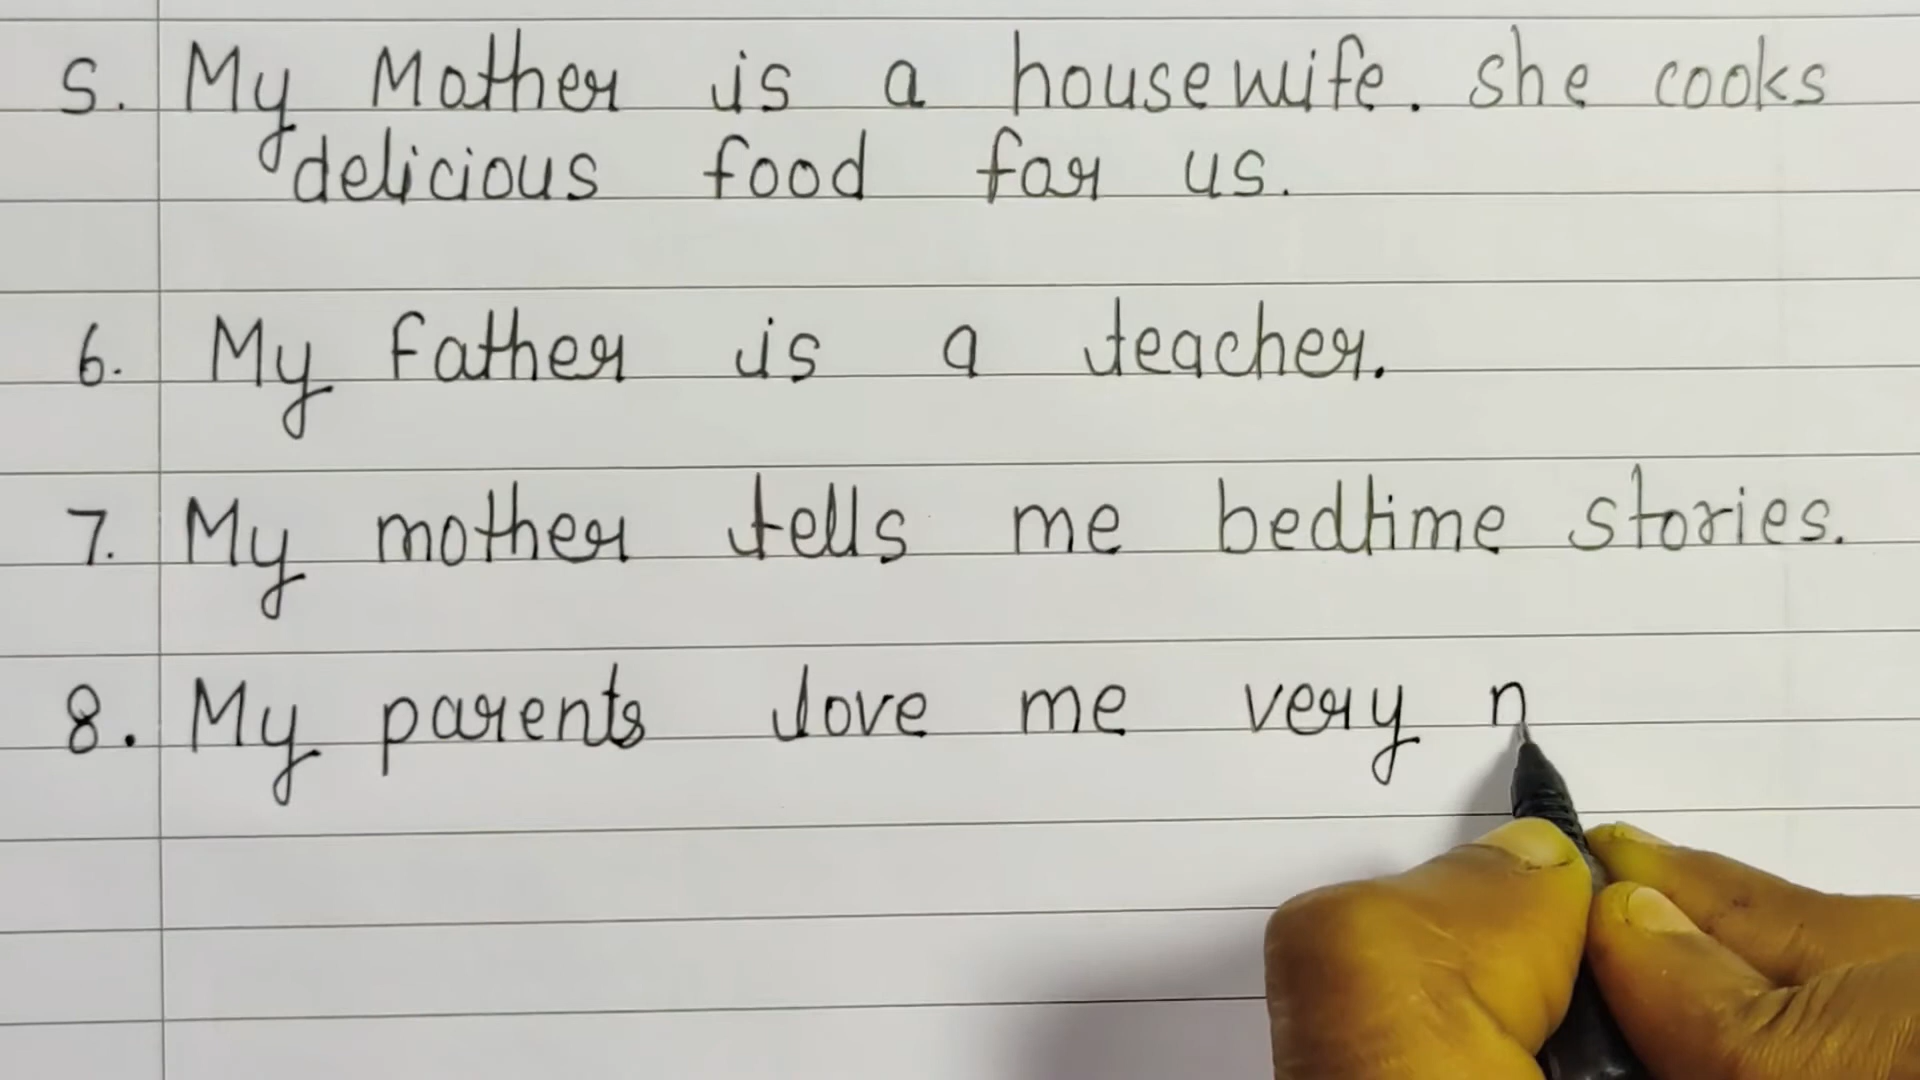 5. My Mother is a housewife. she cooks
delicious food for us.
6. My father is a teacher.
7. My mother tells me bedtime stories.
8. My parents love me very n